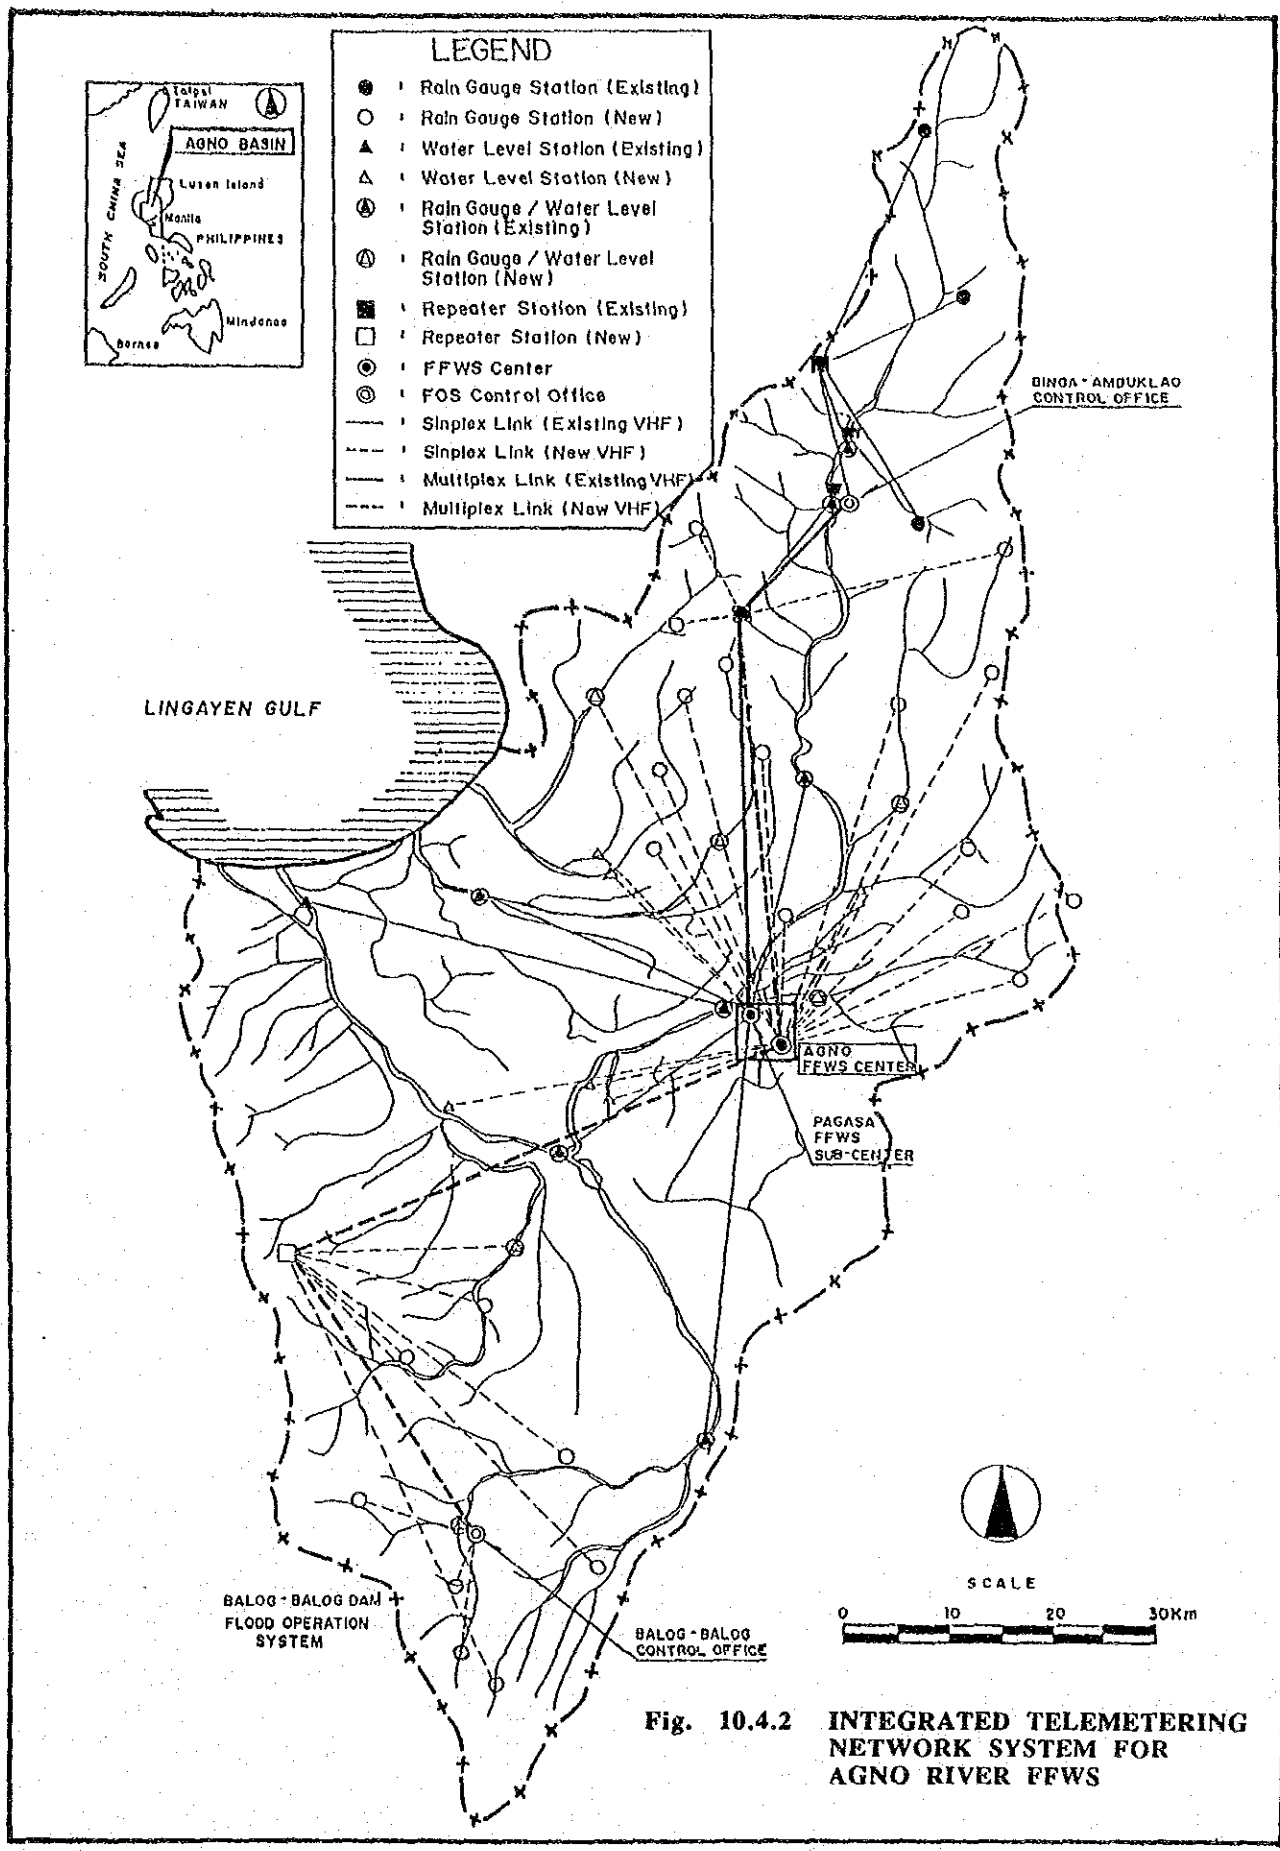 LEGEND
Rain Gauge Station (Existing)
Rain Gauge Station (New)
Water Level Station (Existing)
Water Level Station (New)
Rain Gauge / Water Level
Station (Existing)
Rain Gauge / Water Level
Station (New)
Repeater Station (Existing)
Repeater Station (New)
FFWS Center
FOS Control Office
Simplex Link (Existing VHF)
Simplex Link (New VHF)
Multiplex Link (Existing VHF)
Multiplex Link (New VHF)
Taipei
TAIWAN
AGNO BASIN
SOUTH CHINA SEA
Luzon Island
Manila
PHILIPPINES
Mindanao
Borneo
BINGA - AMBUKLAO
CONTROL OFFICE
LINGAYEN GULF
AGNO
FFWS CENTER
PAGASA
FFWS
SUB-CENTER
BALOG - BALOG DAM
FLOOD OPERATION
SYSTEM
BALOG - BALOG
CONTROL OFFICE
SCALE
0 10 20 30Km
Fig. 10.4.2 INTEGRATED TELEMETERING
NETWORK SYSTEM FOR
AGNO RIVER FFWS